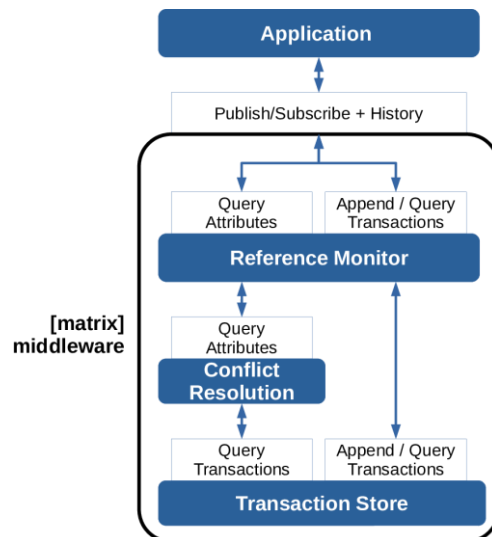 Application
Publish/Subscribe + History
Query
Attributes
Append / Query
Transactions
Reference Monitor
[matrix]
middleware
Query
Attributes
Conflict
Resolution
Query
Transactions
Append / Query
Transactions
Transaction Store